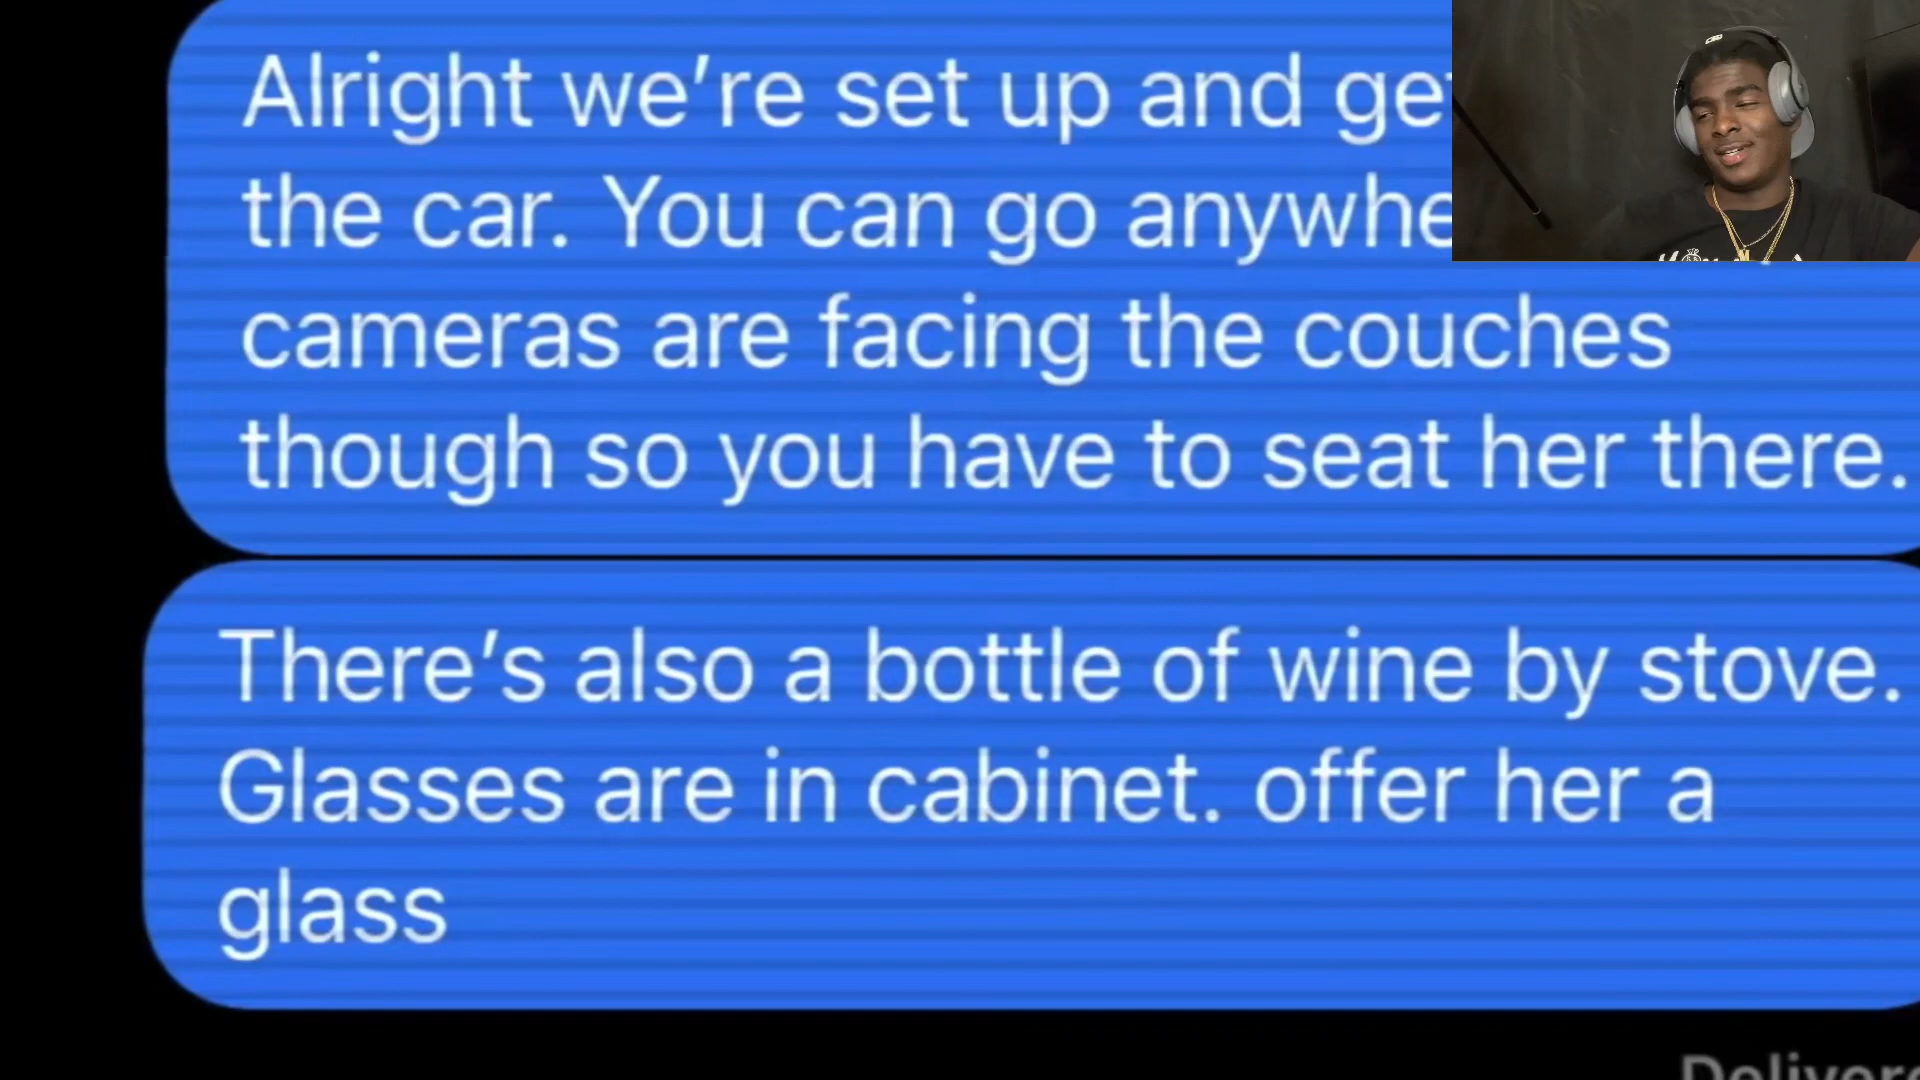 Alright we’re set up and
the car. You can go
cameras are facing the couches
though so you have to seat her there.
There’s also a bottle of wine by stove.
Glasses are in cabinet. offer her a
glass